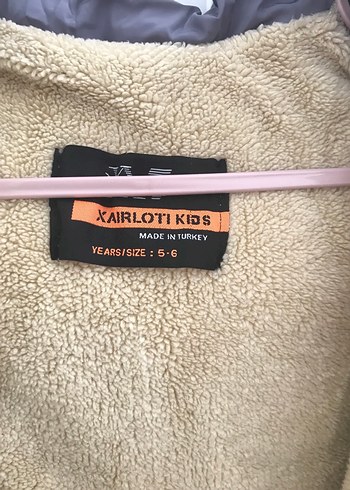 XAIRLOTI KIDS
MADE IN TURKEY
YEARS/SIZE : 5-6